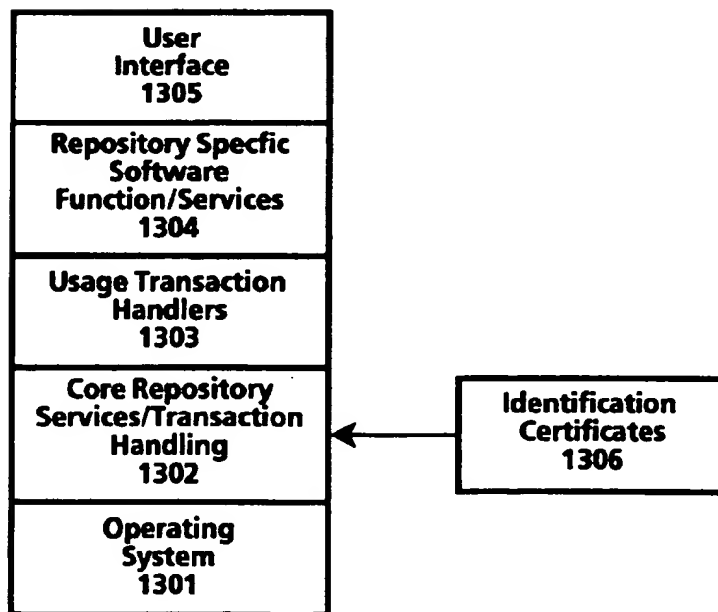 User
Interface
1305
Repository Specfic
Software
Function/Services
1304
Usage Transaction
Handlers
1303
Core Repository
Services/Transaction
Handling
1302
Identification
Certificates
1306
Operating
System
1301